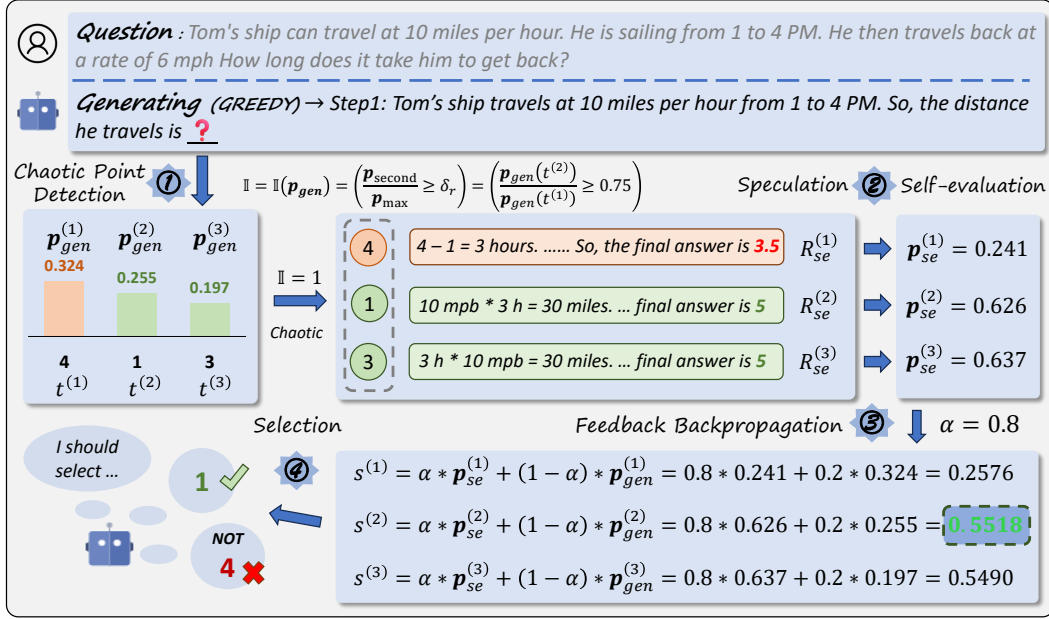 Question : Tom's ship can travel at 10 miles per hour. He is sailing from 1 to 4 PM. He then travels back at
a rate of 6 mph How long does it take him to get back?
Generating (GREEDY) → Step1: Tom's ship travels at 10 miles per hour from 1 to 4 PM. So, the distance
he travels is __?__
Chaotic Point
Detection
①
𝕀 = 𝕀(p_gen) = (p_second / p_max ≥ δ_r) = (p_gen(t^(2)) / p_gen(t^(1)) ≥ 0.75)
Speculation ② Self-evaluation
p_gen^(1) p_gen^(2) p_gen^(3)
0.324
0.255
0.197
4 1 3
t^(1) t^(2) t^(3)
𝕀 = 1
Chaotic
4 4 – 1 = 3 hours. ...... So, the final answer is 3.5 R_se^(1) p_se^(1) = 0.241
1 10 mpb * 3 h = 30 miles. ... final answer is 5 R_se^(2) p_se^(2) = 0.626
3 3 h * 10 mpb = 30 miles. ... final answer is 5 R_se^(3) p_se^(3) = 0.637
Feedback Backpropagation ③ α = 0.8
s^(1) = α * p_se^(1) + (1 − α) * p_gen^(1) = 0.8 * 0.241 + 0.2 * 0.324 = 0.2576
s^(2) = α * p_se^(2) + (1 − α) * p_gen^(2) = 0.8 * 0.626 + 0.2 * 0.255 = 0.5518
s^(3) = α * p_se^(3) + (1 − α) * p_gen^(3) = 0.8 * 0.637 + 0.2 * 0.197 = 0.5490
Selection
④
I should
select ...
1
NOT
4